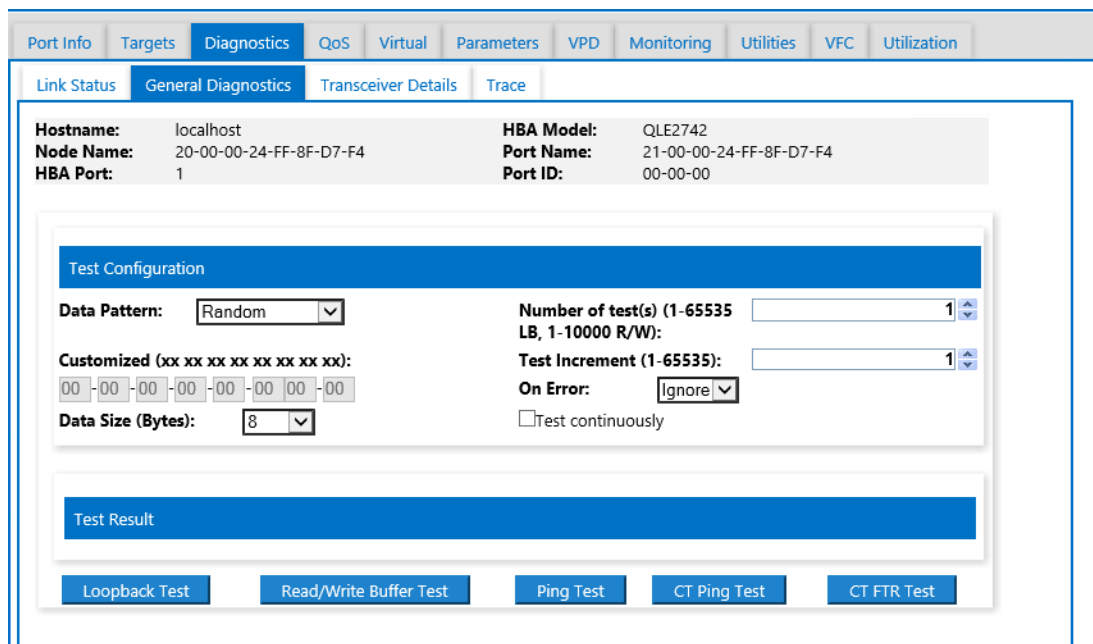 Port Info Targets Diagnostics QoS Virtual Parameters VPD Monitoring Utilities VFC Utilization
Link Status General Diagnostics Transceiver Details Trace
Hostname: localhost HBA Model: QLE2742
Node Name: 20-00-00-24-FF-8F-D7-F4 Port Name: 21-00-00-24-FF-8F-D7-F4
HBA Port: 1 Port ID: 00-00-00
Test Configuration
Data Pattern: Random Number of test(s) (1-65535 1
LB, 1-10000 R/W):
Customized (xx xx xx xx xx xx xx xx): Test Increment (1-65535): 1
00 -00 -00 -00 -00 -00 00 -00 On Error: Ignore
Data Size (Bytes): 8 Test continuously
Test Result
Loopback Test Read/Write Buffer Test Ping Test CT Ping Test CT FTR Test